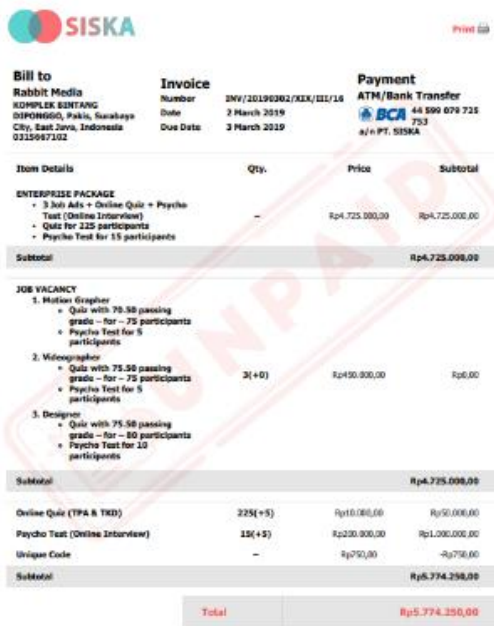 SISKA
Print
Bill to
Rabbit Media
KOMPLEK BINTANG
DIPONGGO, Pakis, Surabaya
City, East Java, Indonesia
0315667102
Invoice
Number INV/20190302/XIX/III/16
Date 2 March 2019
Due Date 3 March 2019
Payment
ATM/Bank Transfer
BCA 44 599 079 725
753
a/n PT. SISKA
Item Details Qty. Price Subtotal
ENTERPRISE PACKAGE
• 3 Job Ads + Online Quiz + Psycho
Test (Online Interview) – Rp4.725.000,00 Rp4.725.000,00
• Quiz for 225 participants
• Psycho Test for 15 participants
Subtotal Rp4.725.000,00
JOB VACANCY
1. Motion Grapher
• Quiz with 70.50 passing
grade – for – 75 participants
• Psycho Test for 5
participants
2. Videographer
• Quiz with 75.50 passing
grade – for – 75 participants 3(+0) Rp450.000,00 Rp0,00
• Psycho Test for 5
participants
3. Designer
• Quiz with 75.50 passing
grade – for – 80 participants
• Psycho Test for 10
participants
Subtotal Rp4.725.000,00
Online Quiz (TPA & TKD) 225(+5) Rp10.000,00 Rp50.000,00
Psycho Test (Online Interview) 15(+5) Rp200.000,00 Rp1.000.000,00
Unique Code – Rp750,00 -Rp750,00
Subtotal Rp5.774.250,00
Total Rp5.774.250,00
UNPAID